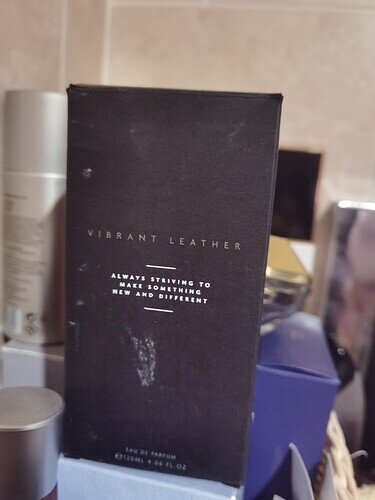 VIBRANT LEATHER
ALWAYS STRIVING TO
MAKE SOMETHING
NEW AND DIFFERENT
EAU DE PARFUM
℮120ML 4.06 FL OZ